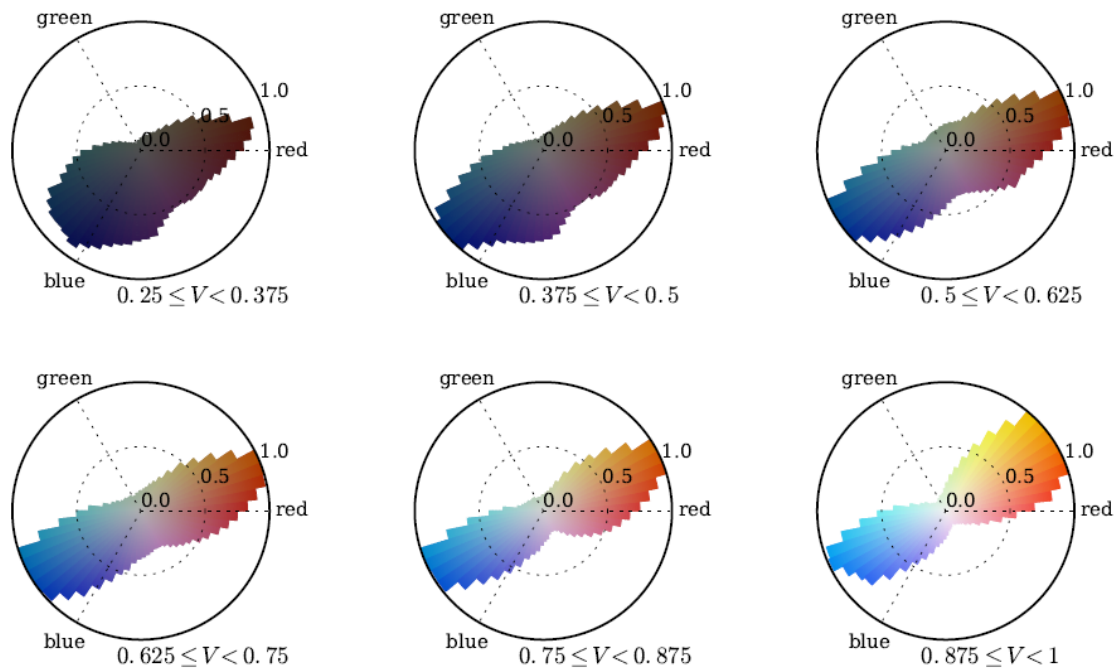 green green green
1.0 1.0 1.0
0.5 0.5 0.5
0.0 0.0 0.0
red red red
blue blue blue
0.25 ≤ V < 0.375 0.375 ≤ V < 0.5 0.5 ≤ V < 0.625
green green green
1.0 1.0 1.0
0.5 0.5 0.5
0.0 0.0 0.0
red red red
blue blue blue
0.625 ≤ V < 0.75 0.75 ≤ V < 0.875 0.875 ≤ V < 1